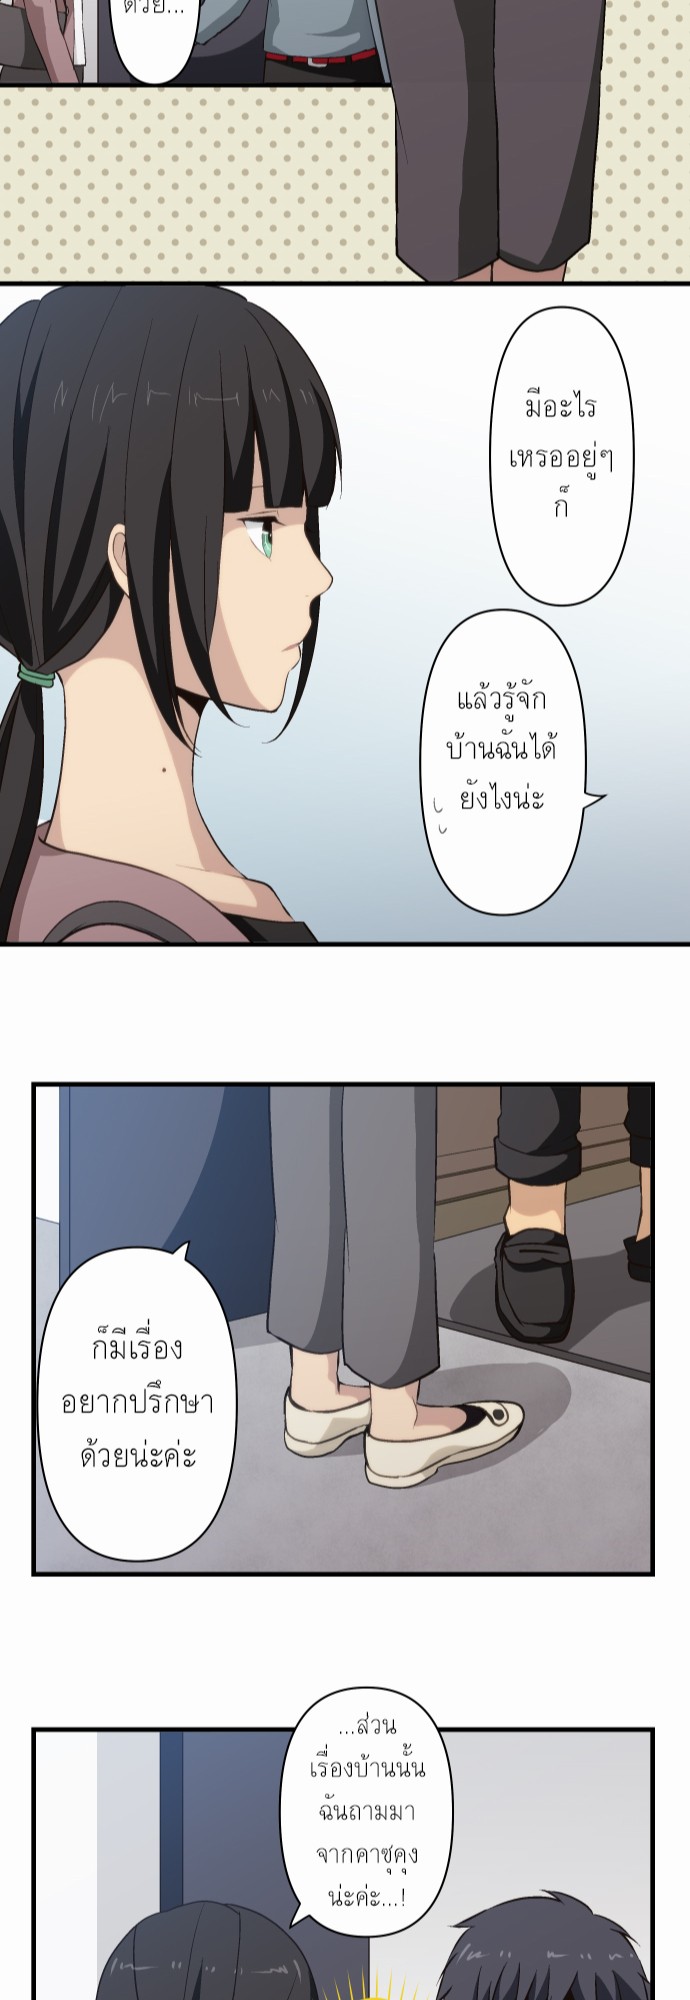 ด้วย...
มีอะไร
เหรออยู่ๆ
ก็
แล้วรู้จัก
บ้านฉันได้
ยังไงน่ะ
ก็มีเรื่อง
อยากปรึกษา
ด้วยน่ะค่ะ
...ส่วน
เรื่องบ้านนั้น
ฉันถามมา
จากคาซุคุง
น่ะค่ะ...!